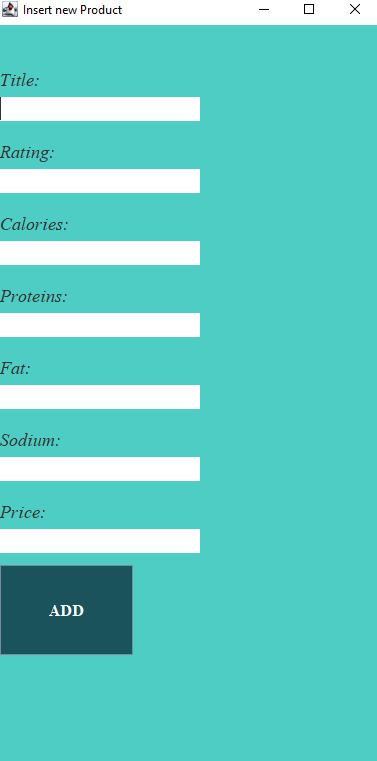 Insert new Product
Title:
Rating:
Calories:
Proteins:
Fat:
Sodium:
Price:
ADD